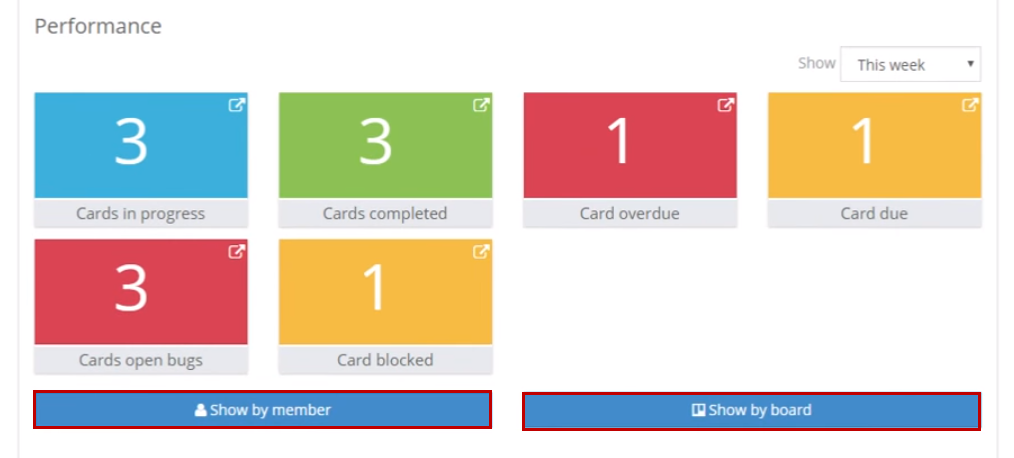 Performance
Show This week
3 3 1 1
Cards in progress Cards completed Card overdue Card due
3 1
Cards open bugs Card blocked
Show by member Show by board